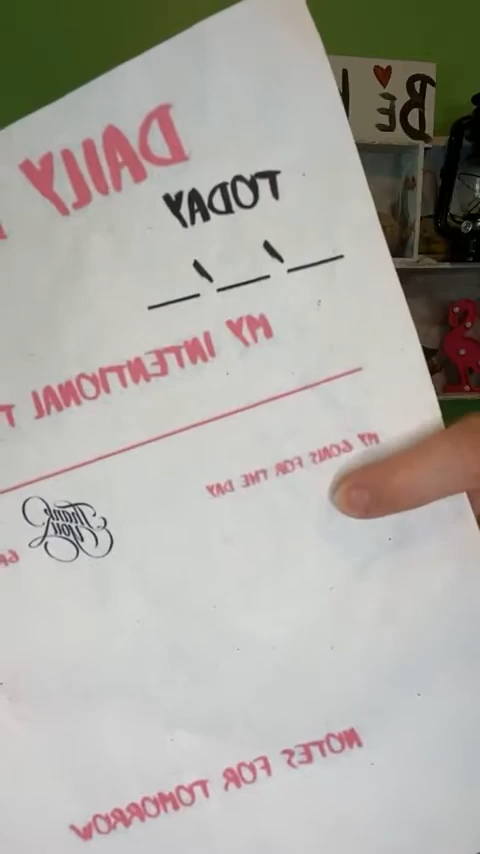 DAILY
TODAY
_/_/_
MY INTENTIONAL
MY GOALS FOR THE DAY
Thank
You
NOTES FOR TOMORROW
BE